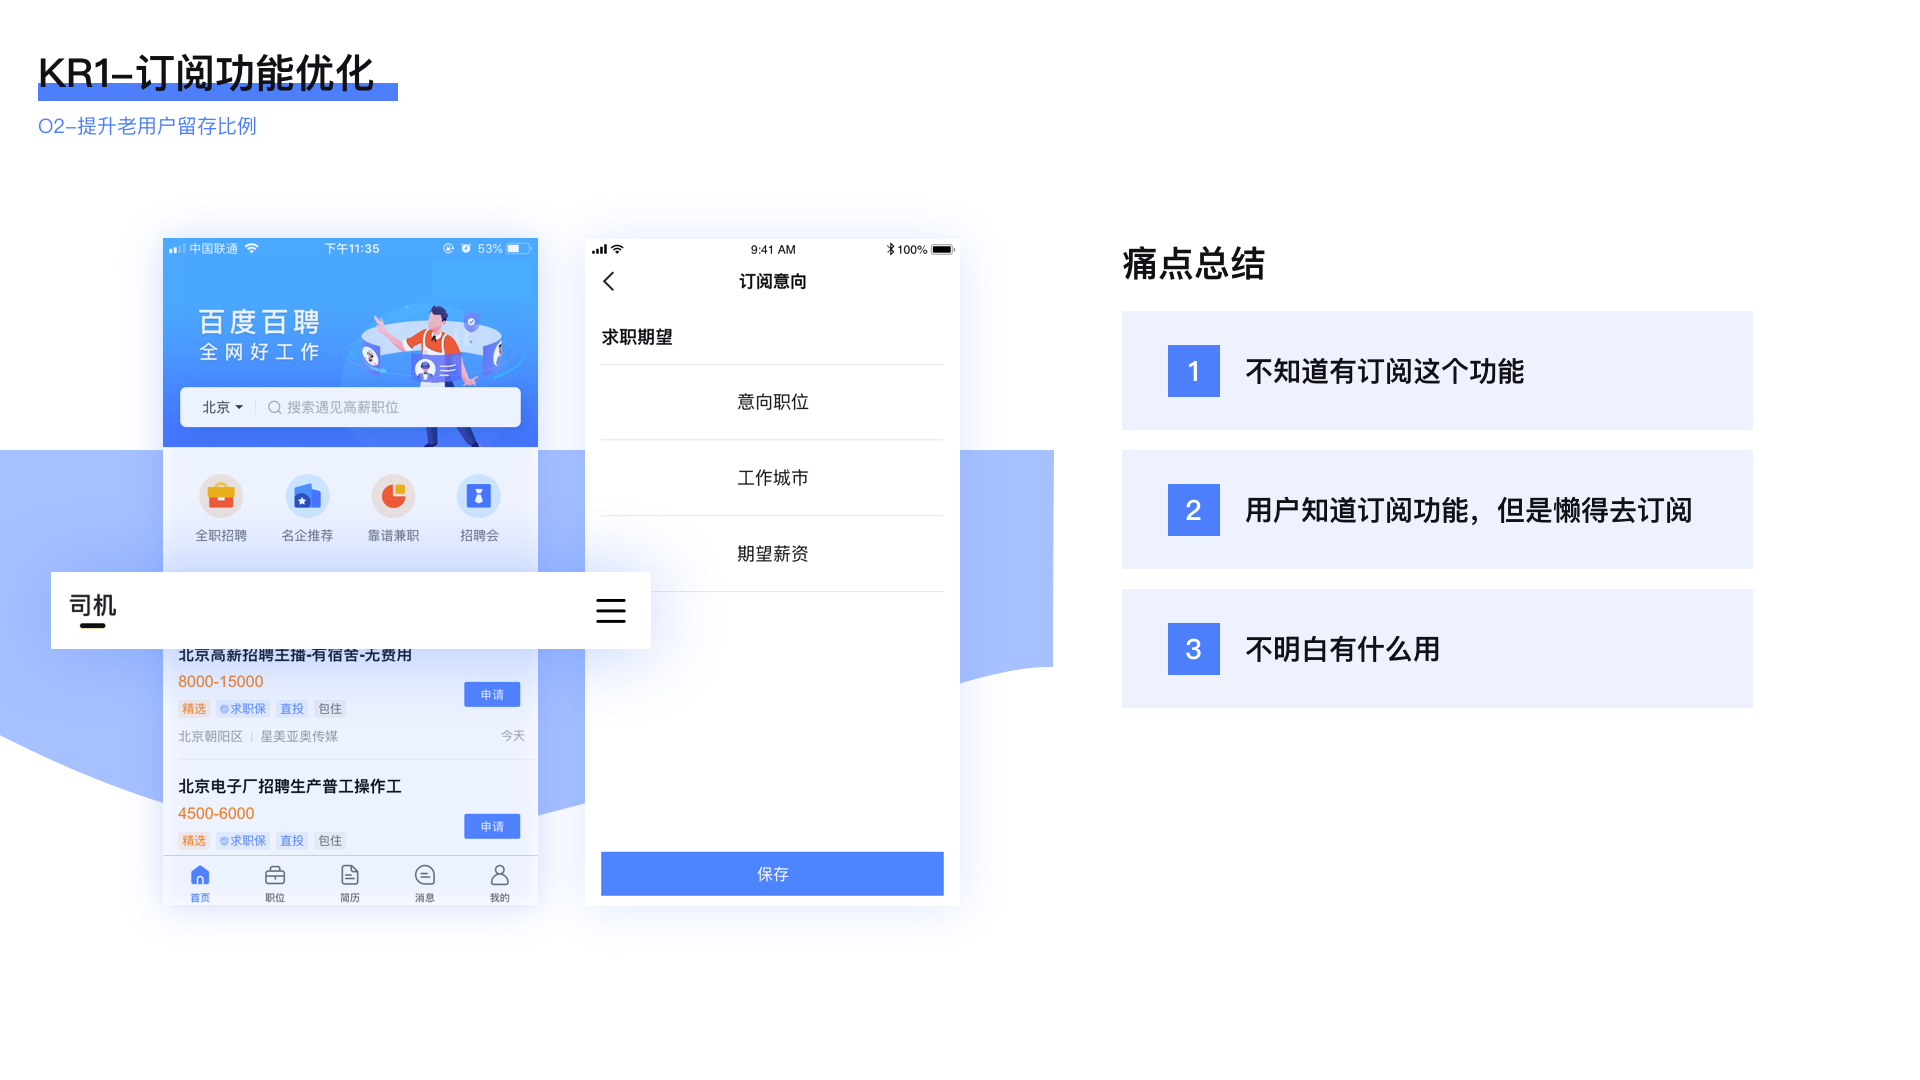 KR1-订阅功能优化
O2-提升老用户留存比例
中国联通
下午11:35
53%
百度百聘
全网好工作
北京
搜索遇见高薪职位
全职招聘
名企推荐
靠谱兼职
招聘会
司机
北京高薪招聘主播-有宿舍-无费用
8000-15000
申请
精选 求职保 直投 包住
北京朝阳区 | 星美亚奥传媒
今天
北京电子厂招聘生产普工操作工
4500-6000
申请
精选 求职保 直投 包住
首页
职位
简历
消息
我的
9:41 AM
100%
订阅意向
求职期望
意向职位
工作城市
期望薪资
保存
痛点总结
1 不知道有订阅这个功能
2 用户知道订阅功能，但是懒得去订阅
3 不明白有什么用